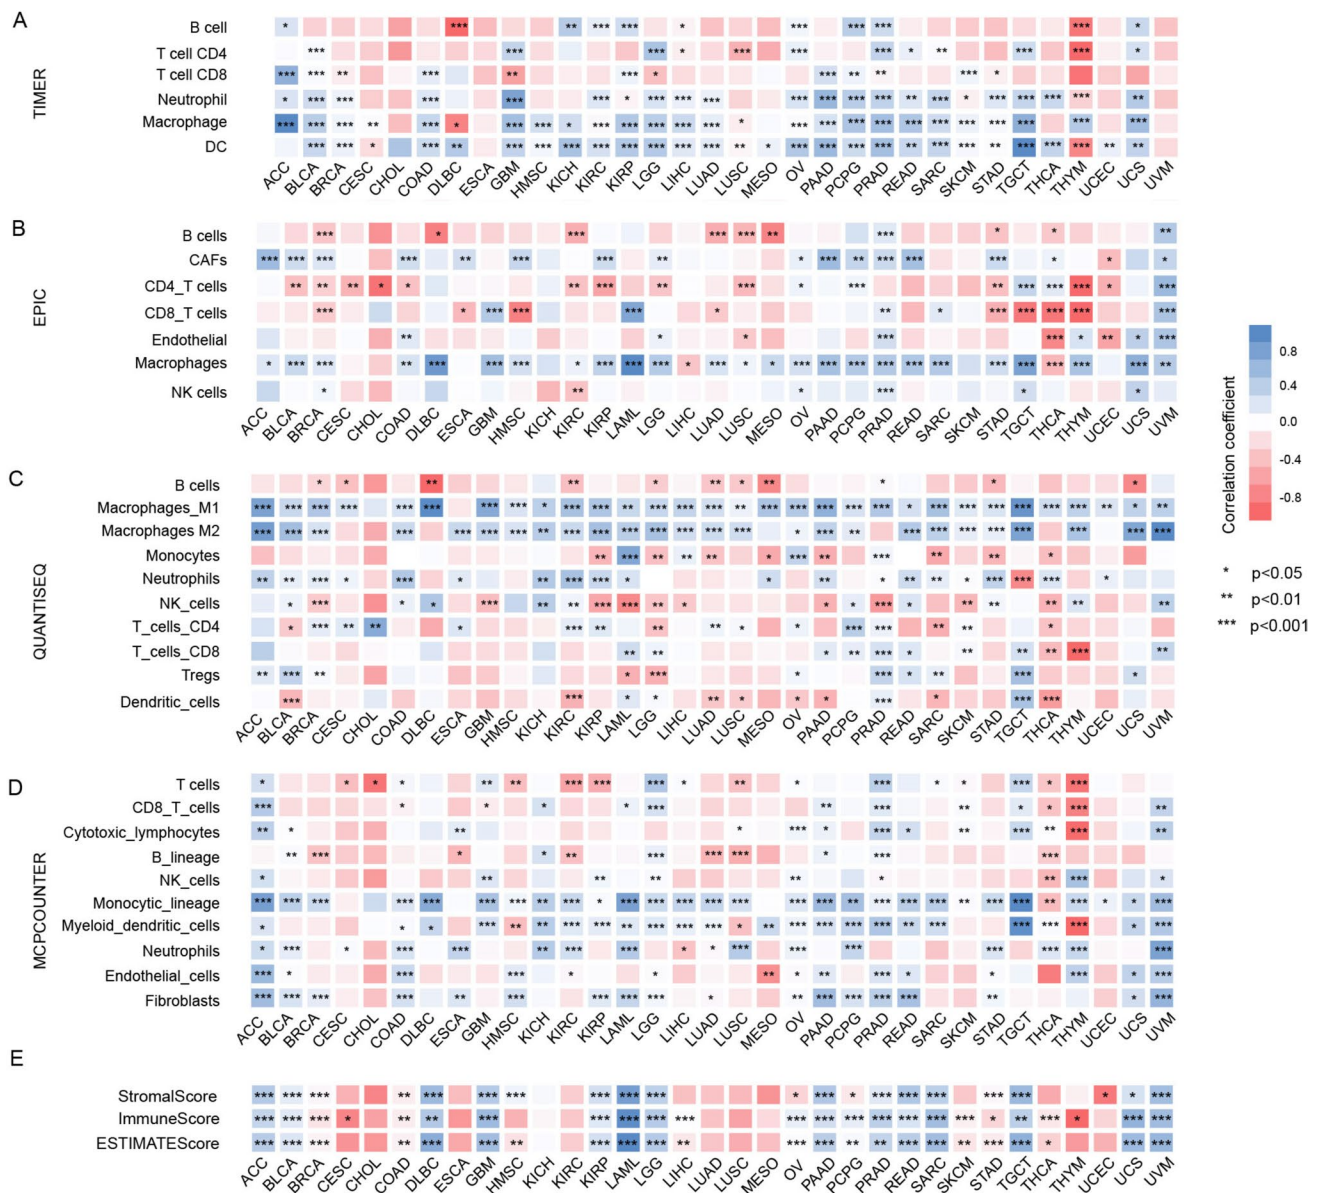 A
TIMER
B cell
T cell CD4
T cell CD8
Neutrophil
Macrophage
DC
ACC BLCA BRCA CESC CHOL COAD DLBC ESCA GBM HMSC KICH KIRC KIRP LGG LIHC LUAD LUSC MESO OV PAAD PCPG PRAD READ SARC SKCM STAD TGCT THCA THYM UCEC UCS UVM
B
EPIC
B cells
CAFs
CD4_T cells
CD8_T cells
Endothelial
Macrophages
NK cells
ACC BLCA BRCA CESC CHOL COAD DLBC ESCA GBM HMSC KICH KIRC KIRP LAML LGG LIHC LUAD LUSC MESO OV PAAD PCPG PRAD READ SARC SKCM STAD TGCT THCA THYM UCEC UCS UVM
C
QUANTISEQ
B cells
Macrophages_M1
Macrophages M2
Monocytes
Neutrophils
NK_cells
T_cells_CD4
T_cells_CD8
Tregs
Dendritic_cells
ACC BLCA BRCA CESC CHOL COAD DLBC ESCA GBM HMSC KICH KIRC KIRP LAML LGG LIHC LUAD LUSC MESO OV PAAD PCPG PRAD READ SARC SKCM STAD TGCT THCA THYM UCEC UCS UVM
D
MCPCOUNTER
T cells
CD8_T_cells
Cytotoxic_lymphocytes
B_lineage
NK_cells
Monocytic_lineage
Myeloid_dendritic_cells
Neutrophils
Endothelial_cells
Fibroblasts
ACC BLCA BRCA CESC CHOL COAD DLBC ESCA GBM HMSC KICH KIRC KIRP LAML LGG LIHC LUAD LUSC MESO OV PAAD PCPG PRAD READ SARC SKCM STAD TGCT THCA THYM UCEC UCS UVM
E
StromalScore
ImmuneScore
ESTIMATEScore
ACC BLCA BRCA CESC CHOL COAD DLBC ESCA GBM HMSC KICH KIRC KIRP LAML LGG LIHC LUAD LUSC MESO OV PAAD PCPG PRAD READ SARC SKCM STAD TGCT THCA THYM UCEC UCS UVM
Correlation coefficient
0.8
0.4
0.0
-0.4
-0.8
* p<0.05
** p<0.01
*** p<0.001